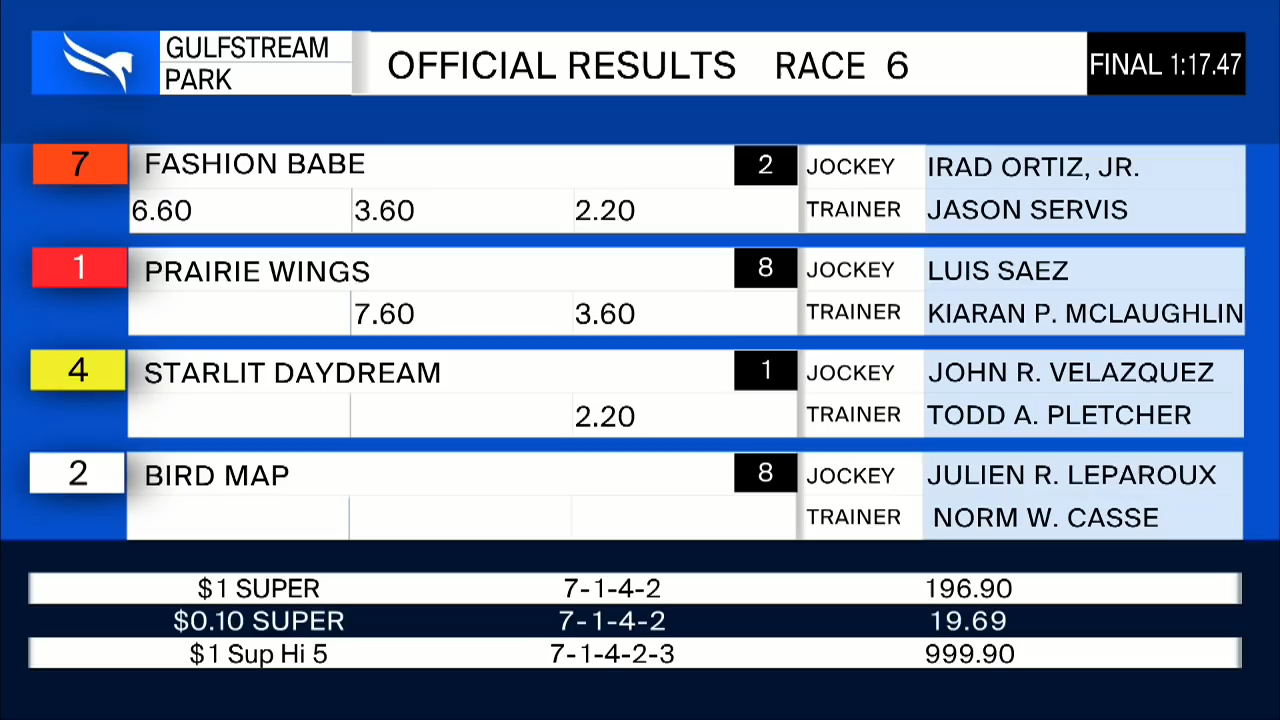 GULFSTREAM
PARK
OFFICIAL RESULTS RACE 6
FINAL 1:17.47
7 FASHION BABE 2 JOCKEY IRAD ORTIZ, JR.
6.60 3.60 2.20 TRAINER JASON SERVIS
1 PRAIRIE WINGS 8 JOCKEY LUIS SAEZ
7.60 3.60 TRAINER KIARAN P. MCLAUGHLIN
4 STARLIT DAYDREAM 1 JOCKEY JOHN R. VELAZQUEZ
2.20 TRAINER TODD A. PLETCHER
2 BIRD MAP 8 JOCKEY JULIEN R. LEPAROUX
TRAINER NORM W. CASSE
$1 SUPER 7-1-4-2 196.90
$0.10 SUPER 7-1-4-2 19.69
$1 Sup Hi 5 7-1-4-2-3 999.90